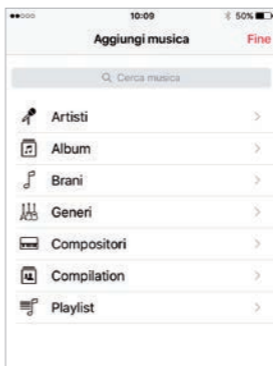 10:09 50%
Aggiungi musica Fine
Cerca musica
Artisti
Album
Brani
Generi
Compositori
Compilation
Playlist